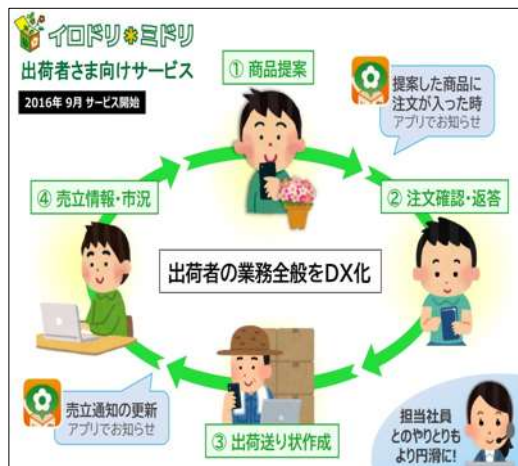 イロドリ✽ミドリ
出荷者さま向けサービス
2016年 9月 サービス開始
① 商品提案
提案した商品に
注文が入った時
アプリでお知らせ
④ 売立情報・市況
② 注文確認・返答
出荷者の業務全般をDX化
売立通知の更新
アプリでお知らせ
③ 出荷送り状作成
担当社員
とのやりとりも
より円滑に!